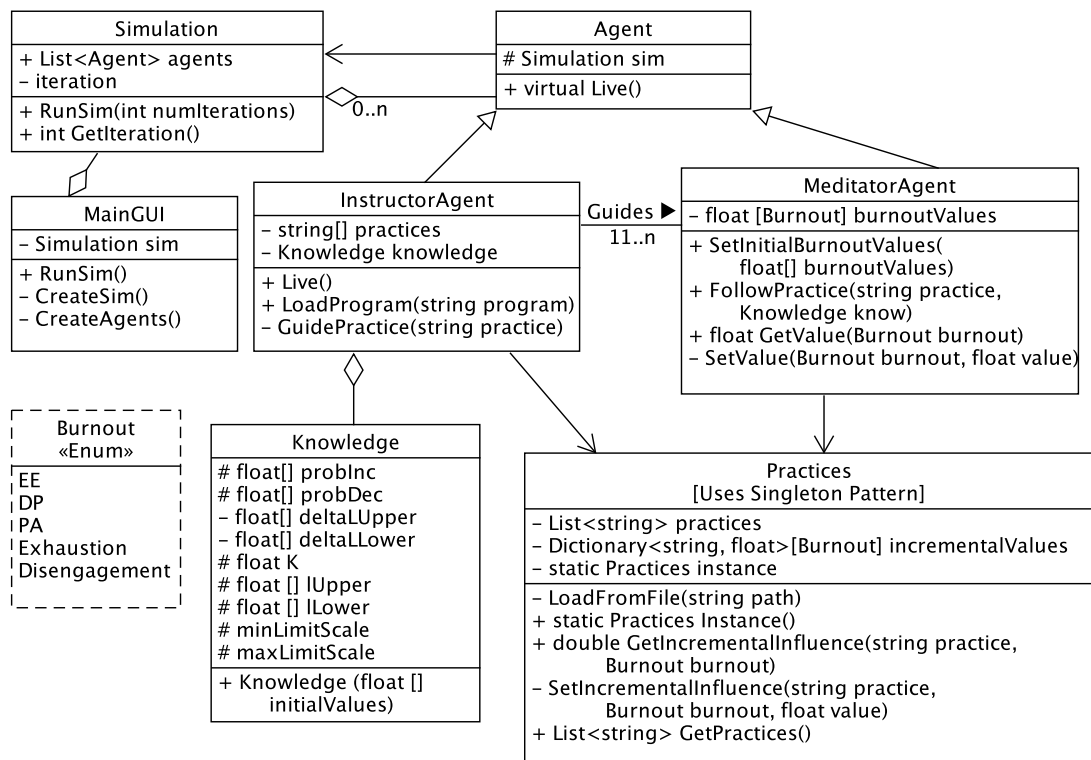 Simulation
+ List<Agent> agents
– iteration
+ RunSim(int numIterations)
+ int GetIteration()
Agent
# Simulation sim
+ virtual Live()
0..n
MainGUI
– Simulation sim
+ RunSim()
– CreateSim()
– CreateAgents()
InstructorAgent
– string[] practices
– Knowledge knowledge
+ Live()
+ LoadProgram(string program)
– GuidePractice(string practice)
Guides ▶
11..n
MeditatorAgent
– float [Burnout] burnoutValues
+ SetInitialBurnoutValues(
float[] burnoutValues)
+ FollowPractice(string practice,
Knowledge know)
+ float GetValue(Burnout burnout)
– SetValue(Burnout burnout, float value)
Burnout
«Enum»
EE
DP
PA
Exhaustion
Disengagement
Knowledge
# float[] probInc
# float[] probDec
– float[] deltaLUpper
– float[] deltaLLower
# float K
# float [] lUpper
# float [] lLower
# minLimitScale
# maxLimitScale
+ Knowledge (float []
initialValues)
Practices
[Uses Singleton Pattern]
– List<string> practices
– Dictionary<string, float>[Burnout] incrementalValues
– static Practices instance
– LoadFromFile(string path)
+ static Practices Instance()
+ double GetIncrementalInfluence(string practice,
Burnout burnout)
– SetIncrementalInfluence(string practice,
Burnout burnout, float value)
+ List<string> GetPractices()